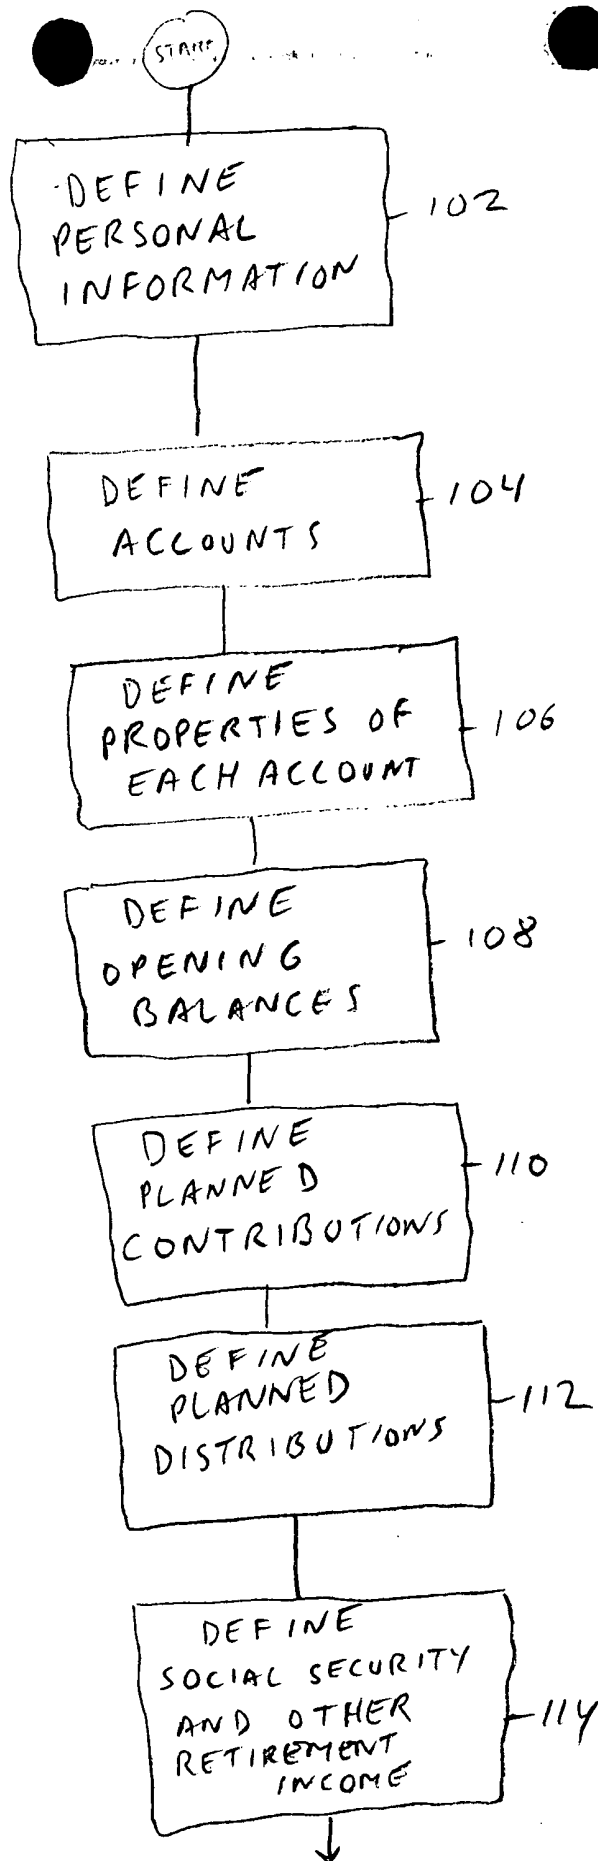 START
DEFINE
PERSONAL
INFORMATION
102
DEFINE
ACCOUNTS
104
DEFINE
PROPERTIES OF
EACH ACCOUNT
106
DEFINE
OPENING
BALANCES
108
DEFINE
PLANNED
CONTRIBUTIONS
110
DEFINE
PLANNED
DISTRIBUTIONS
112
DEFINE
SOCIAL SECURITY
AND OTHER
RETIREMENT
INCOME
114